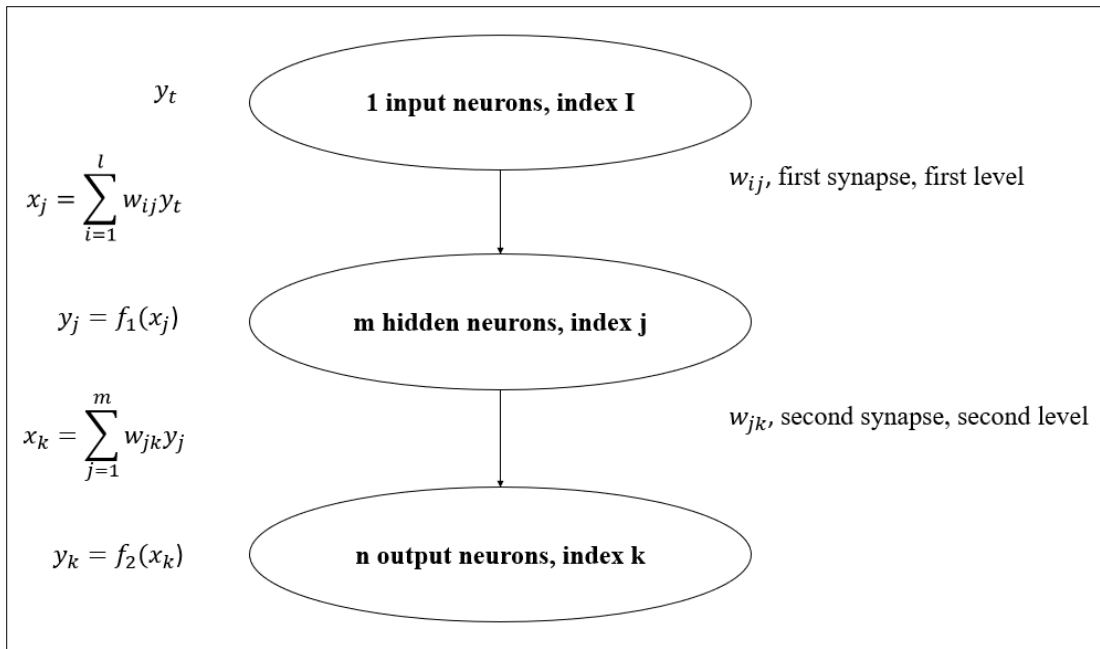 y_t
1 input neurons, index I
x_j = \sum_{i=1}^{l} w_{ij} y_t
w_{ij}, first synapse, first level
y_j = f_1(x_j)
m hidden neurons, index j
x_k = \sum_{j=1}^{m} w_{jk} y_j
w_{jk}, second synapse, second level
y_k = f_2(x_k)
n output neurons, index k